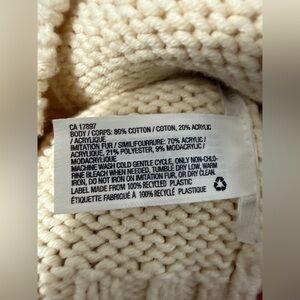 CA 17897
BODY / CORPS: 80% COTTON / COTON, 20% ACRYLIC
/ ACRYLIQUE
IMITATION FUR / SIMILIFOURRURE: 70% ACRYLIC /
ACRYLIQUE, 21% POLYESTER, 9% MODACRYLIC /
MODACRYLIQUE
MACHINE WASH COLD GENTLE CYCLE, ONLY NON-CHLO-
RINE BLEACH WHEN NEEDED, TUMBLE DRY LOW, WARM
IRON, DO NOT IRON ON IMITATION FUR, OR DRY CLEAN.
LABEL MADE FROM 100% RECYCLED PLASTIC
ÉTIQUETTE FABRIQUÉE À 100% RECYCLÉ PLASTIQUE